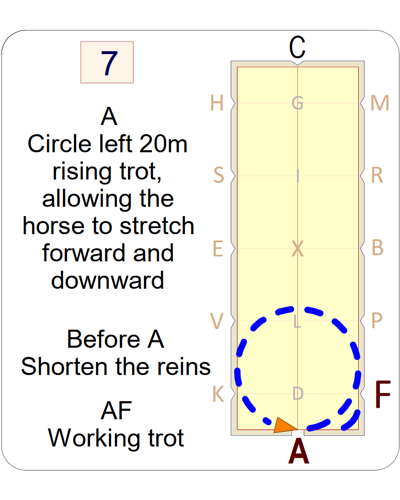 7
A
Circle left 20m
rising trot,
allowing the
horse to stretch
forward and
downward
Before A
Shorten the reins
AF
Working trot
C
H G M
S I R
E X B
V L P
K D F
A